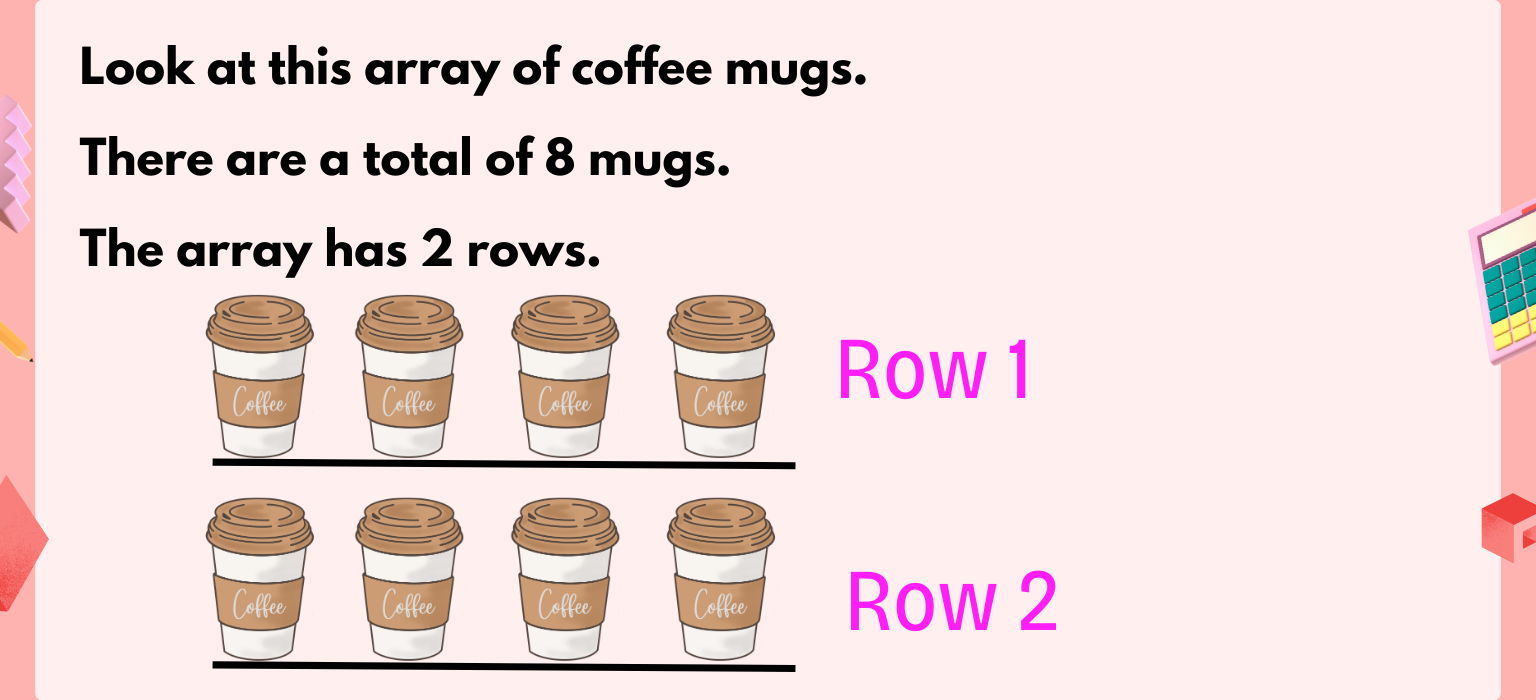 Look at this array of coffee mugs.
There are a total of 8 mugs.
The array has 2 rows.
Coffee Coffee Coffee Coffee
Row 1
Coffee Coffee Coffee Coffee
Row 2